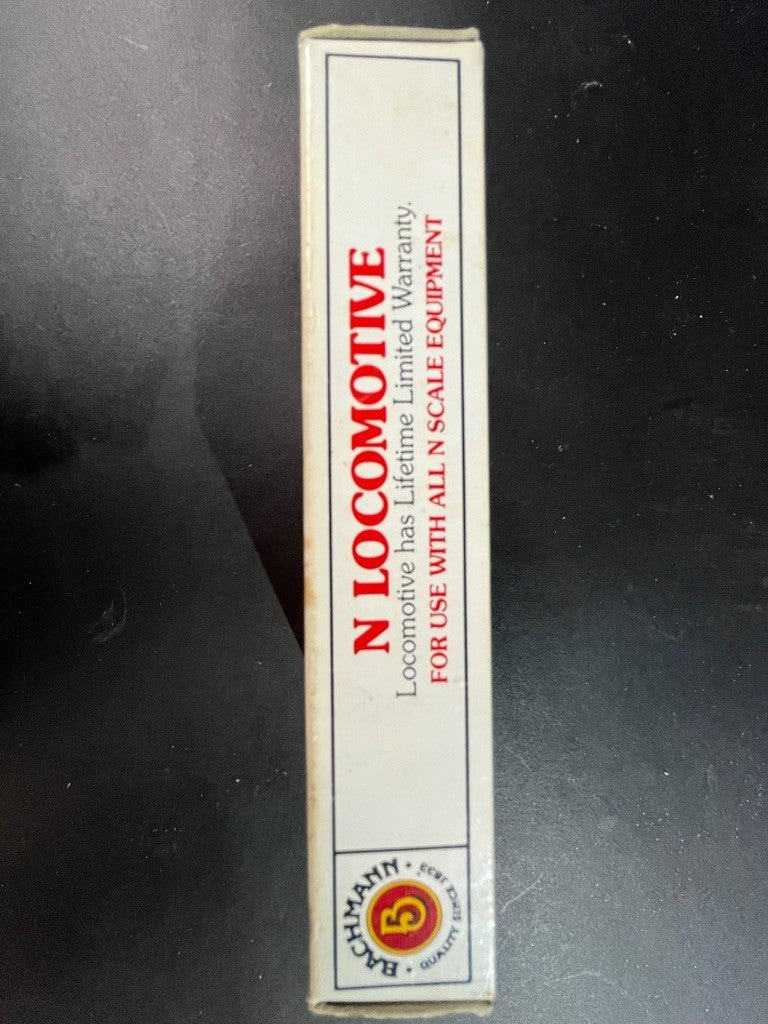 N LOCOMOTIVE
Locomotive has Lifetime Limited Warranty.
FOR USE WITH ALL N SCALE EQUIPMENT
BACHMANN
B
QUALITY SINCE 1833